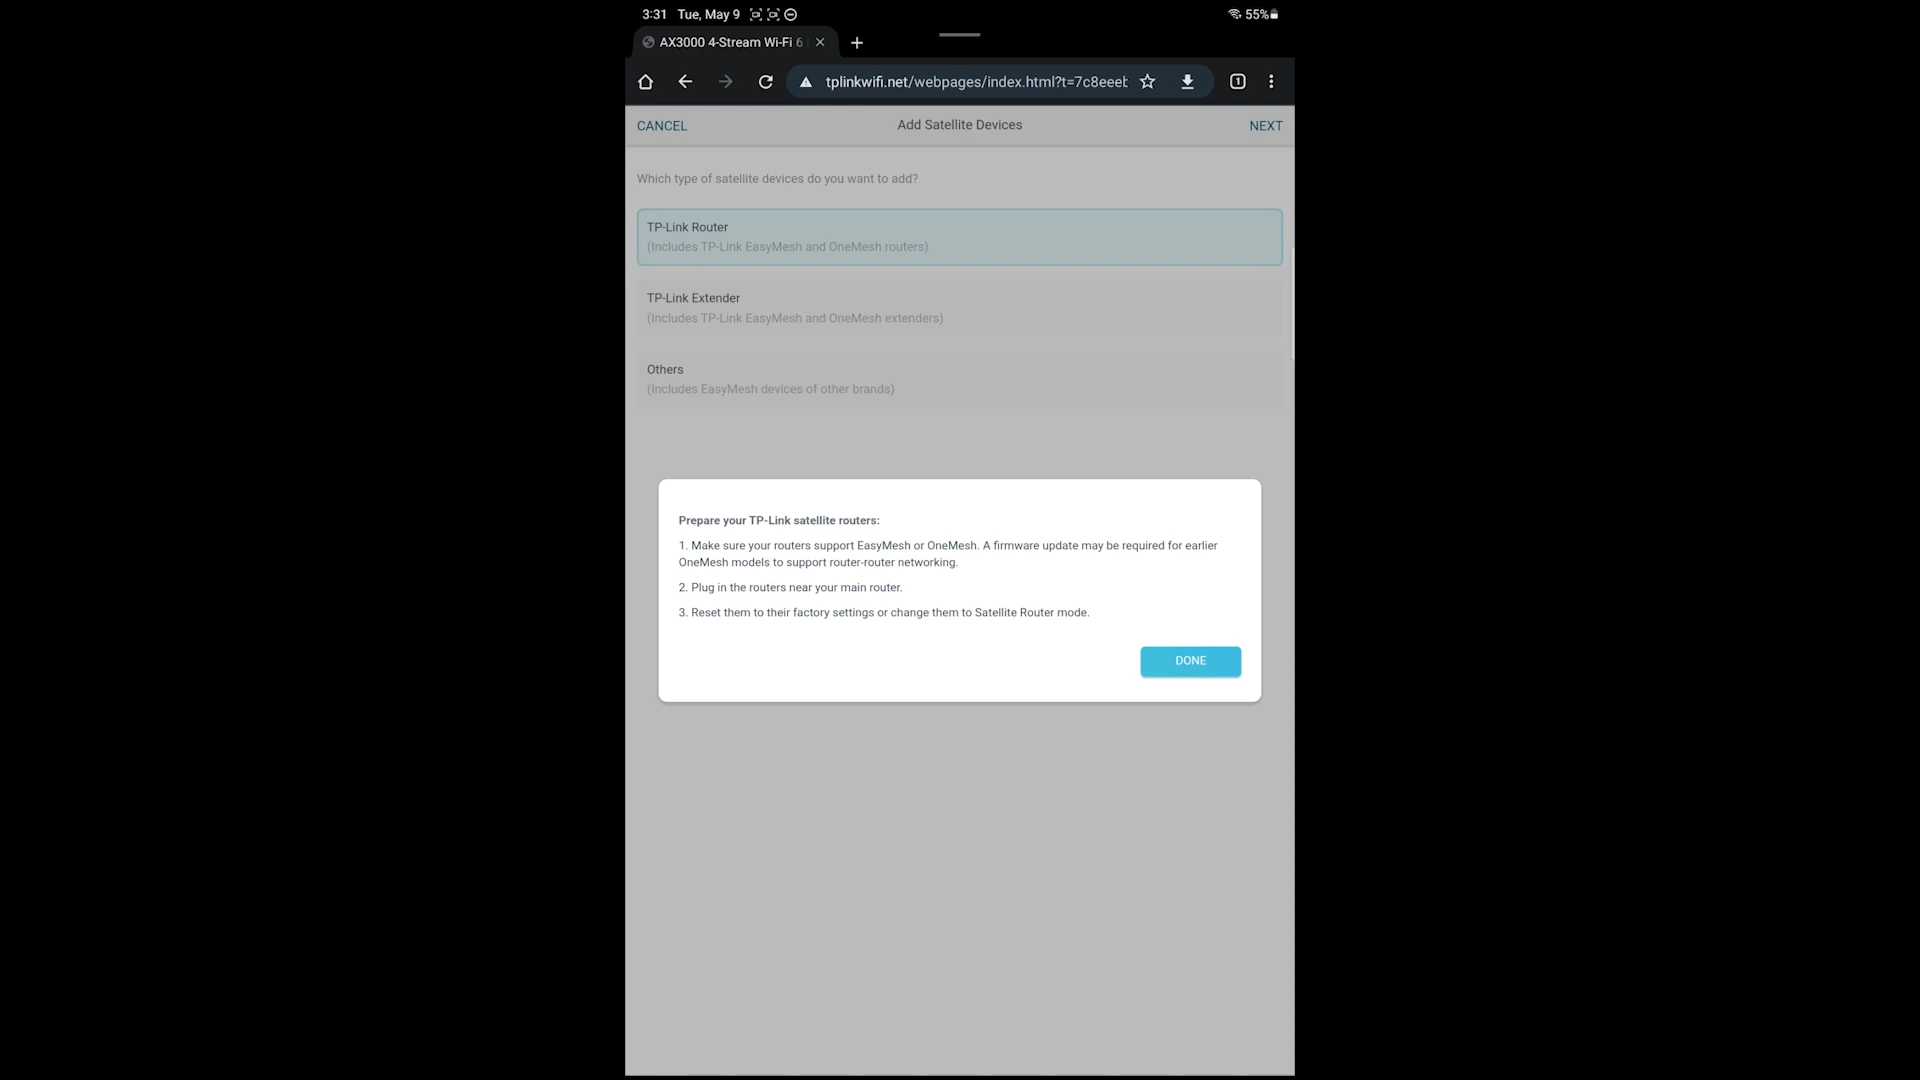 3:31 Tue, May 9
55%
AX3000 4-Stream Wi-Fi 6
tplinkwifi.net/webpages/index.html?t=7c8eeeb
1
CANCEL
Add Satellite Devices
NEXT
Which type of satellite devices do you want to add?
TP-Link Router
(Includes TP-Link EasyMesh and OneMesh routers)
TP-Link Extender
(Includes TP-Link EasyMesh and OneMesh extenders)
Others
(Includes EasyMesh devices of other brands)
Prepare your TP-Link satellite routers:
1. Make sure your routers support EasyMesh or OneMesh. A firmware update may be required for earlier
OneMesh models to support router-router networking.
2. Plug in the routers near your main router.
3. Reset them to their factory settings or change them to Satellite Router mode.
DONE